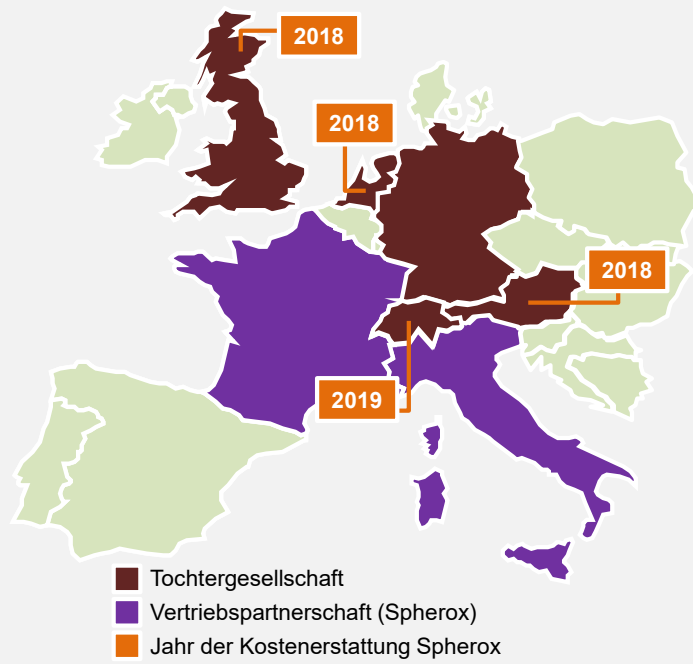 2018
2018
2018
2019
Tochtergesellschaft
Vertriebspartnerschaft (Spherox)
Jahr der Kostenerstattung Spherox